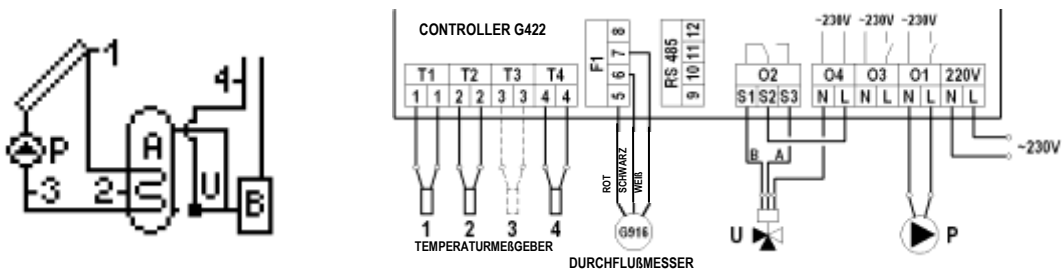 1
4
P
A
3
2
U
B
CONTROLLER G422
~230V ~230V ~230V
T1 T2 T3 T4
1 1 2 2 3 3 4 4
F1
5 6 7 8
RS 485
9 10 11 12
O2 O4 O3 O1 220V
S1 S2 S3 N L N L N L N L
B A
~230V
ROT
SCHWARZ
WEIß
1 2 3 4
TEMPERATURMEßGEBER
G916
U
P
DURCHFLUßMESSER